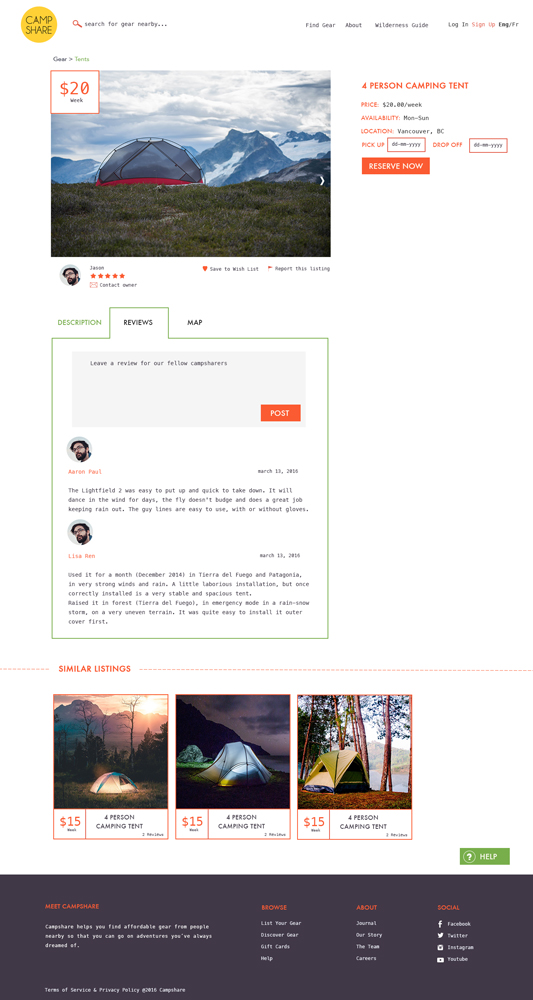 CAMP
SHARE
search for gear nearby...
Find Gear About Wilderness Guide
Log In Sign Up Eng/Fr
Gear > Tents
$20
Week
4 PERSON CAMPING TENT
PRICE: $20.00/week
AVAILABILITY: Mon-Sun
LOCATION: Vancouver, BC
PICK UP dd-mm-yyyy DROP OFF dd-mm-yyyy
RESERVE NOW
Jason
Save to Wish List Report this listing
Contact owner
DESCRIPTION REVIEWS MAP
Leave a review for our fellow campsharers
POST
Aaron Paul march 13, 2016
The Lightfield 2 was easy to put up and quick to take down. It will
dance in the wind for days, the fly doesn't budge and does a great job
keeping rain out. The guy lines are easy to use, with or without gloves.
Lisa Ren march 13, 2016
Used it for a month (December 2014) in Tierra del Fuego and Patagonia,
in very strong winds and rain. A little laborious installation, but once
correctly installed is a very stable and spacious tent.
Raised it in forest (Tierra del Fuego), in emergency mode in a rain-snow
storm, on a very uneven terrain. It was quite easy to install it outer
cover first.
SIMILAR LISTINGS
$15
Week
4 PERSON
CAMPING TENT
2 Reviews
$15
Week
4 PERSON
CAMPING TENT
2 Reviews
$15
Week
4 PERSON
CAMPING TENT
2 Reviews
? HELP
MEET CAMPSHARE
Campshare helps you find affordable gear from people
nearby so that you can go on adventures you've always
dreamed of.
BROWSE
List Your Gear
Discover Gear
Gift Cards
Help
ABOUT
Journal
Our Story
The Team
Careers
SOCIAL
Facebook
Twitter
Instagram
Youtube
Terms of Service & Privacy Policy @2016 Campshare